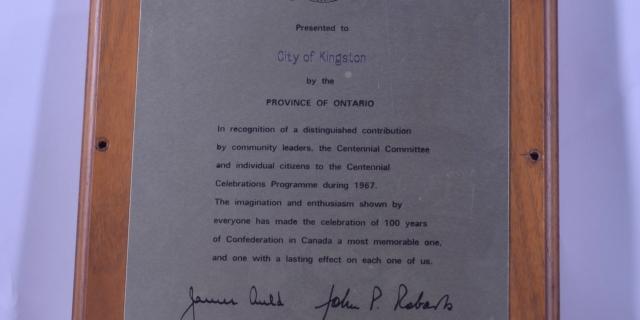 Presented to
City of Kingston
by the
PROVINCE OF ONTARIO
In recognition of a distinguished contribution
by community leaders, the Centennial Committee
and individual citizens to the Centennial
Celebrations Programme during 1967.
The imagination and enthusiasm shown by
everyone has made the celebration of 100 years
of Confederation in Canada a most memorable one,
and one with a lasting effect on each one of us.
James Auld John P. Robarts